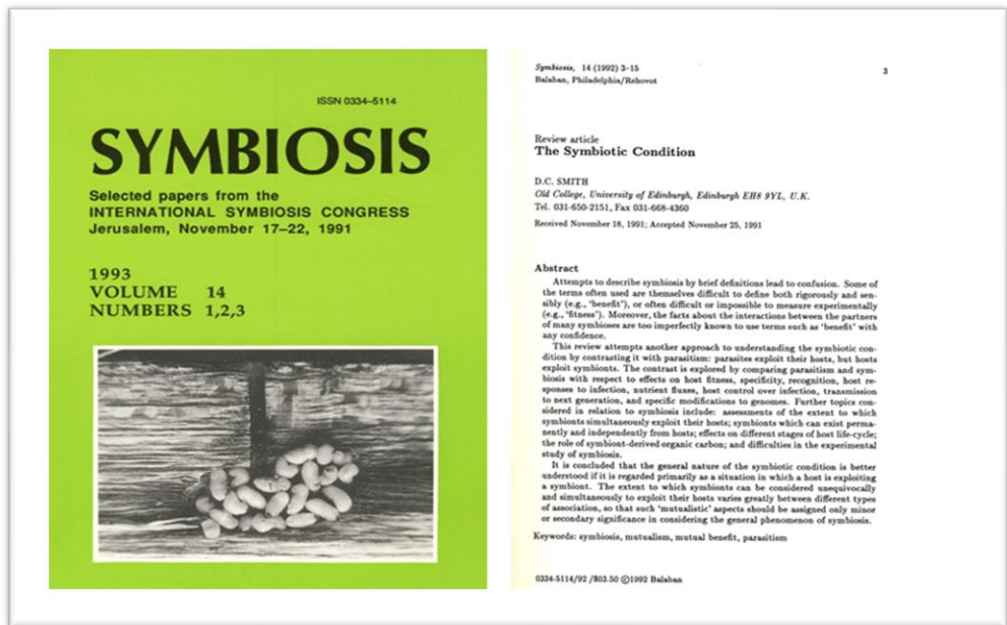 ISSN 0334-5114
SYMBIOSIS
Selected papers from the
INTERNATIONAL SYMBIOSIS CONGRESS
Jerusalem, November 17–22, 1991
1993
VOLUME 14
NUMBERS 1,2,3
Symbiosis, 14 (1992) 3-15
Balaban, Philadelphia/Rehovot
3
Review article
The Symbiotic Condition
D.C. SMITH
Old College, University of Edinburgh, Edinburgh EH8 9YL, U.K.
Tel. 031-650-2151, Fax 031-668-4360
Received November 18, 1991; Accepted November 25, 1991
Abstract
Attempts to describe symbiosis by brief definitions lead to confusion. Some of
the terms often used are themselves difficult to define both rigorously and sen-
sibly (e.g., 'benefit'), or often difficult or impossible to measure experimentally
(e.g., 'fitness'). Moreover, the facts about the interactions between the partners
of many symbioses are too imperfectly known to use terms such as 'benefit' with
any confidence.
This review attempts another approach to understanding the symbiotic con-
dition by contrasting it with parasitism: parasites exploit their hosts, but hosts
exploit symbionts. The contrast is explored by comparing parasitism and sym-
biosis with respect to effects on host fitness, specificity, recognition, host re-
sponses to infection, nutrient fluxes, host control over infection, transmission
to next generation, and specific modifications to genomes. Further topics con-
sidered in relation to symbiosis include: assessments of the extent to which
symbionts simultaneously exploit their hosts; symbionts which can exist perma-
nently and independently from hosts; effects on different stages of host life-cycle;
the role of symbiont-derived organic carbon; and difficulties in the experimental
study of symbiosis.
It is concluded that the general nature of the symbiotic condition is better
understood if it is regarded primarily as a situation in which a host is exploiting
a symbiont. The extent to which symbionts can be considered unequivocally
and simultaneously to exploit their hosts varies greatly between different types
of association, so that such 'mutualistic' aspects should be assigned only minor
or secondary significance in considering the general phenomenon of symbiosis.
Keywords: symbiosis, mutualism, mutual benefit, parasitism
0334-5114/92/$03.50 ©1992 Balaban